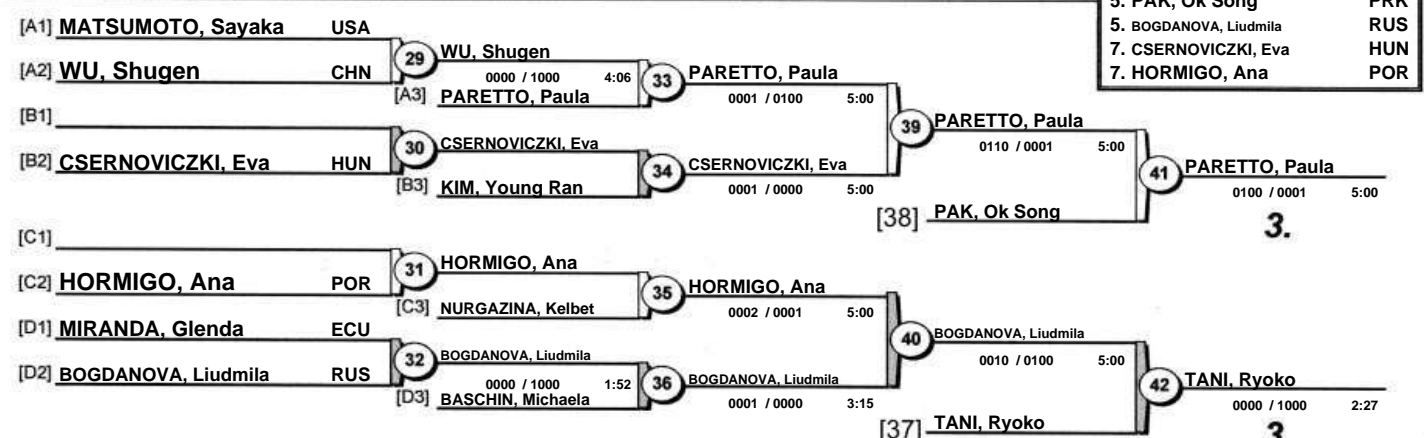 5. PAK, Ok Song PRK
5. BOGDANOVA, Liudmila RUS
7. CSERNOVICZKI, Eva HUN
7. HORMIGO, Ana POR
[A1] MATSUMOTO, Sayaka USA
29 WU, Shugen
[A2] WU, Shugen CHN
0000 / 1000 4:06
33 PARETTO, Paula
[A3] PARETTO, Paula
0001 / 0100 5:00
[B1]
39 PARETTO, Paula
30 CSERNOVICZKI, Eva
0110 / 0001 5:00
[B2] CSERNOVICZKI, Eva HUN
34 CSERNOVICZKI, Eva
41 PARETTO, Paula
[B3] KIM, Young Ran
0001 / 0000 5:00
0100 / 0001 5:00
[38] PAK, Ok Song
3.
[C1]
31 HORMIGO, Ana
[C2] HORMIGO, Ana POR
35 HORMIGO, Ana
[C3] NURGAZINA, Kelbet
0002 / 0001 5:00
[D1] MIRANDA, Glenda ECU
40 BOGDANOVA, Liudmila
32 BOGDANOVA, Liudmila
0010 / 0100 5:00
[D2] BOGDANOVA, Liudmila RUS
0000 / 1000 1:52
36 BOGDANOVA, Liudmila
42 TANI, Ryoko
[D3] BASCHIN, Michaela
0001 / 0000 3:15
0000 / 1000 2:27
[37] TANI, Ryoko
3